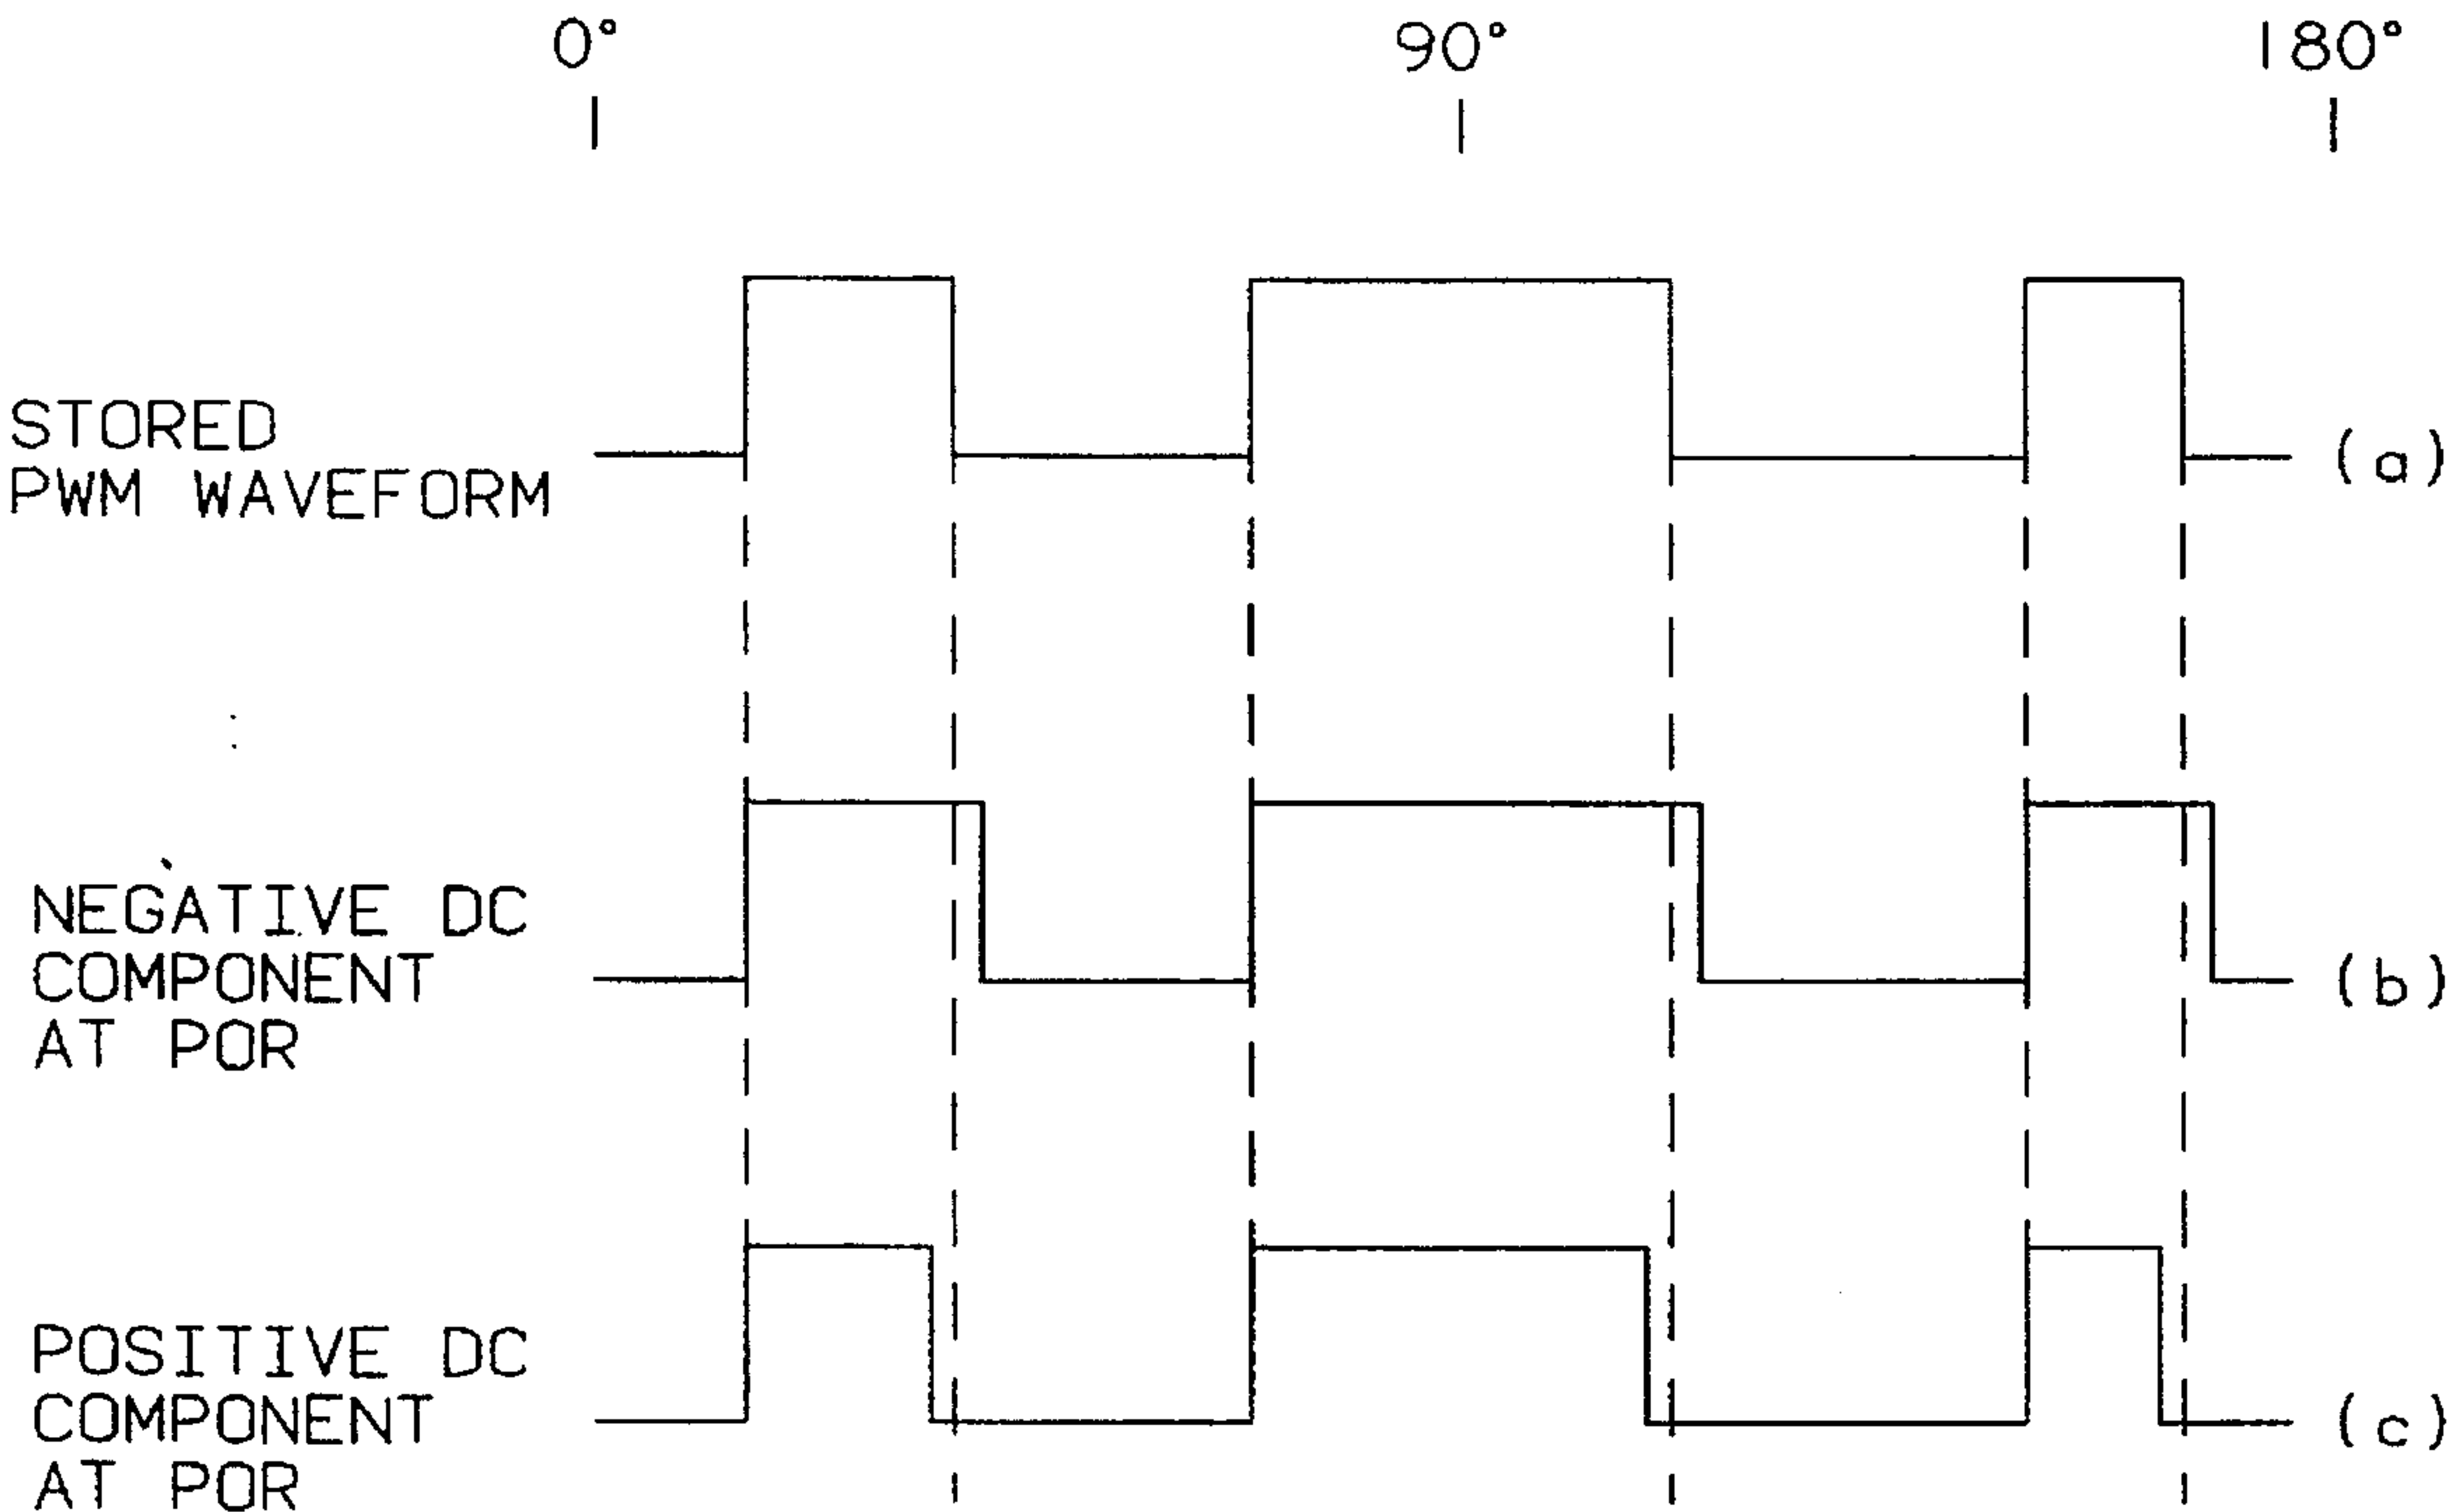 0° 90° 180°
STORED
PWM WAVEFORM
(a)
NEGATIVE DC
COMPONENT
AT POR
(b)
POSITIVE DC
COMPONENT
AT POR
(c)